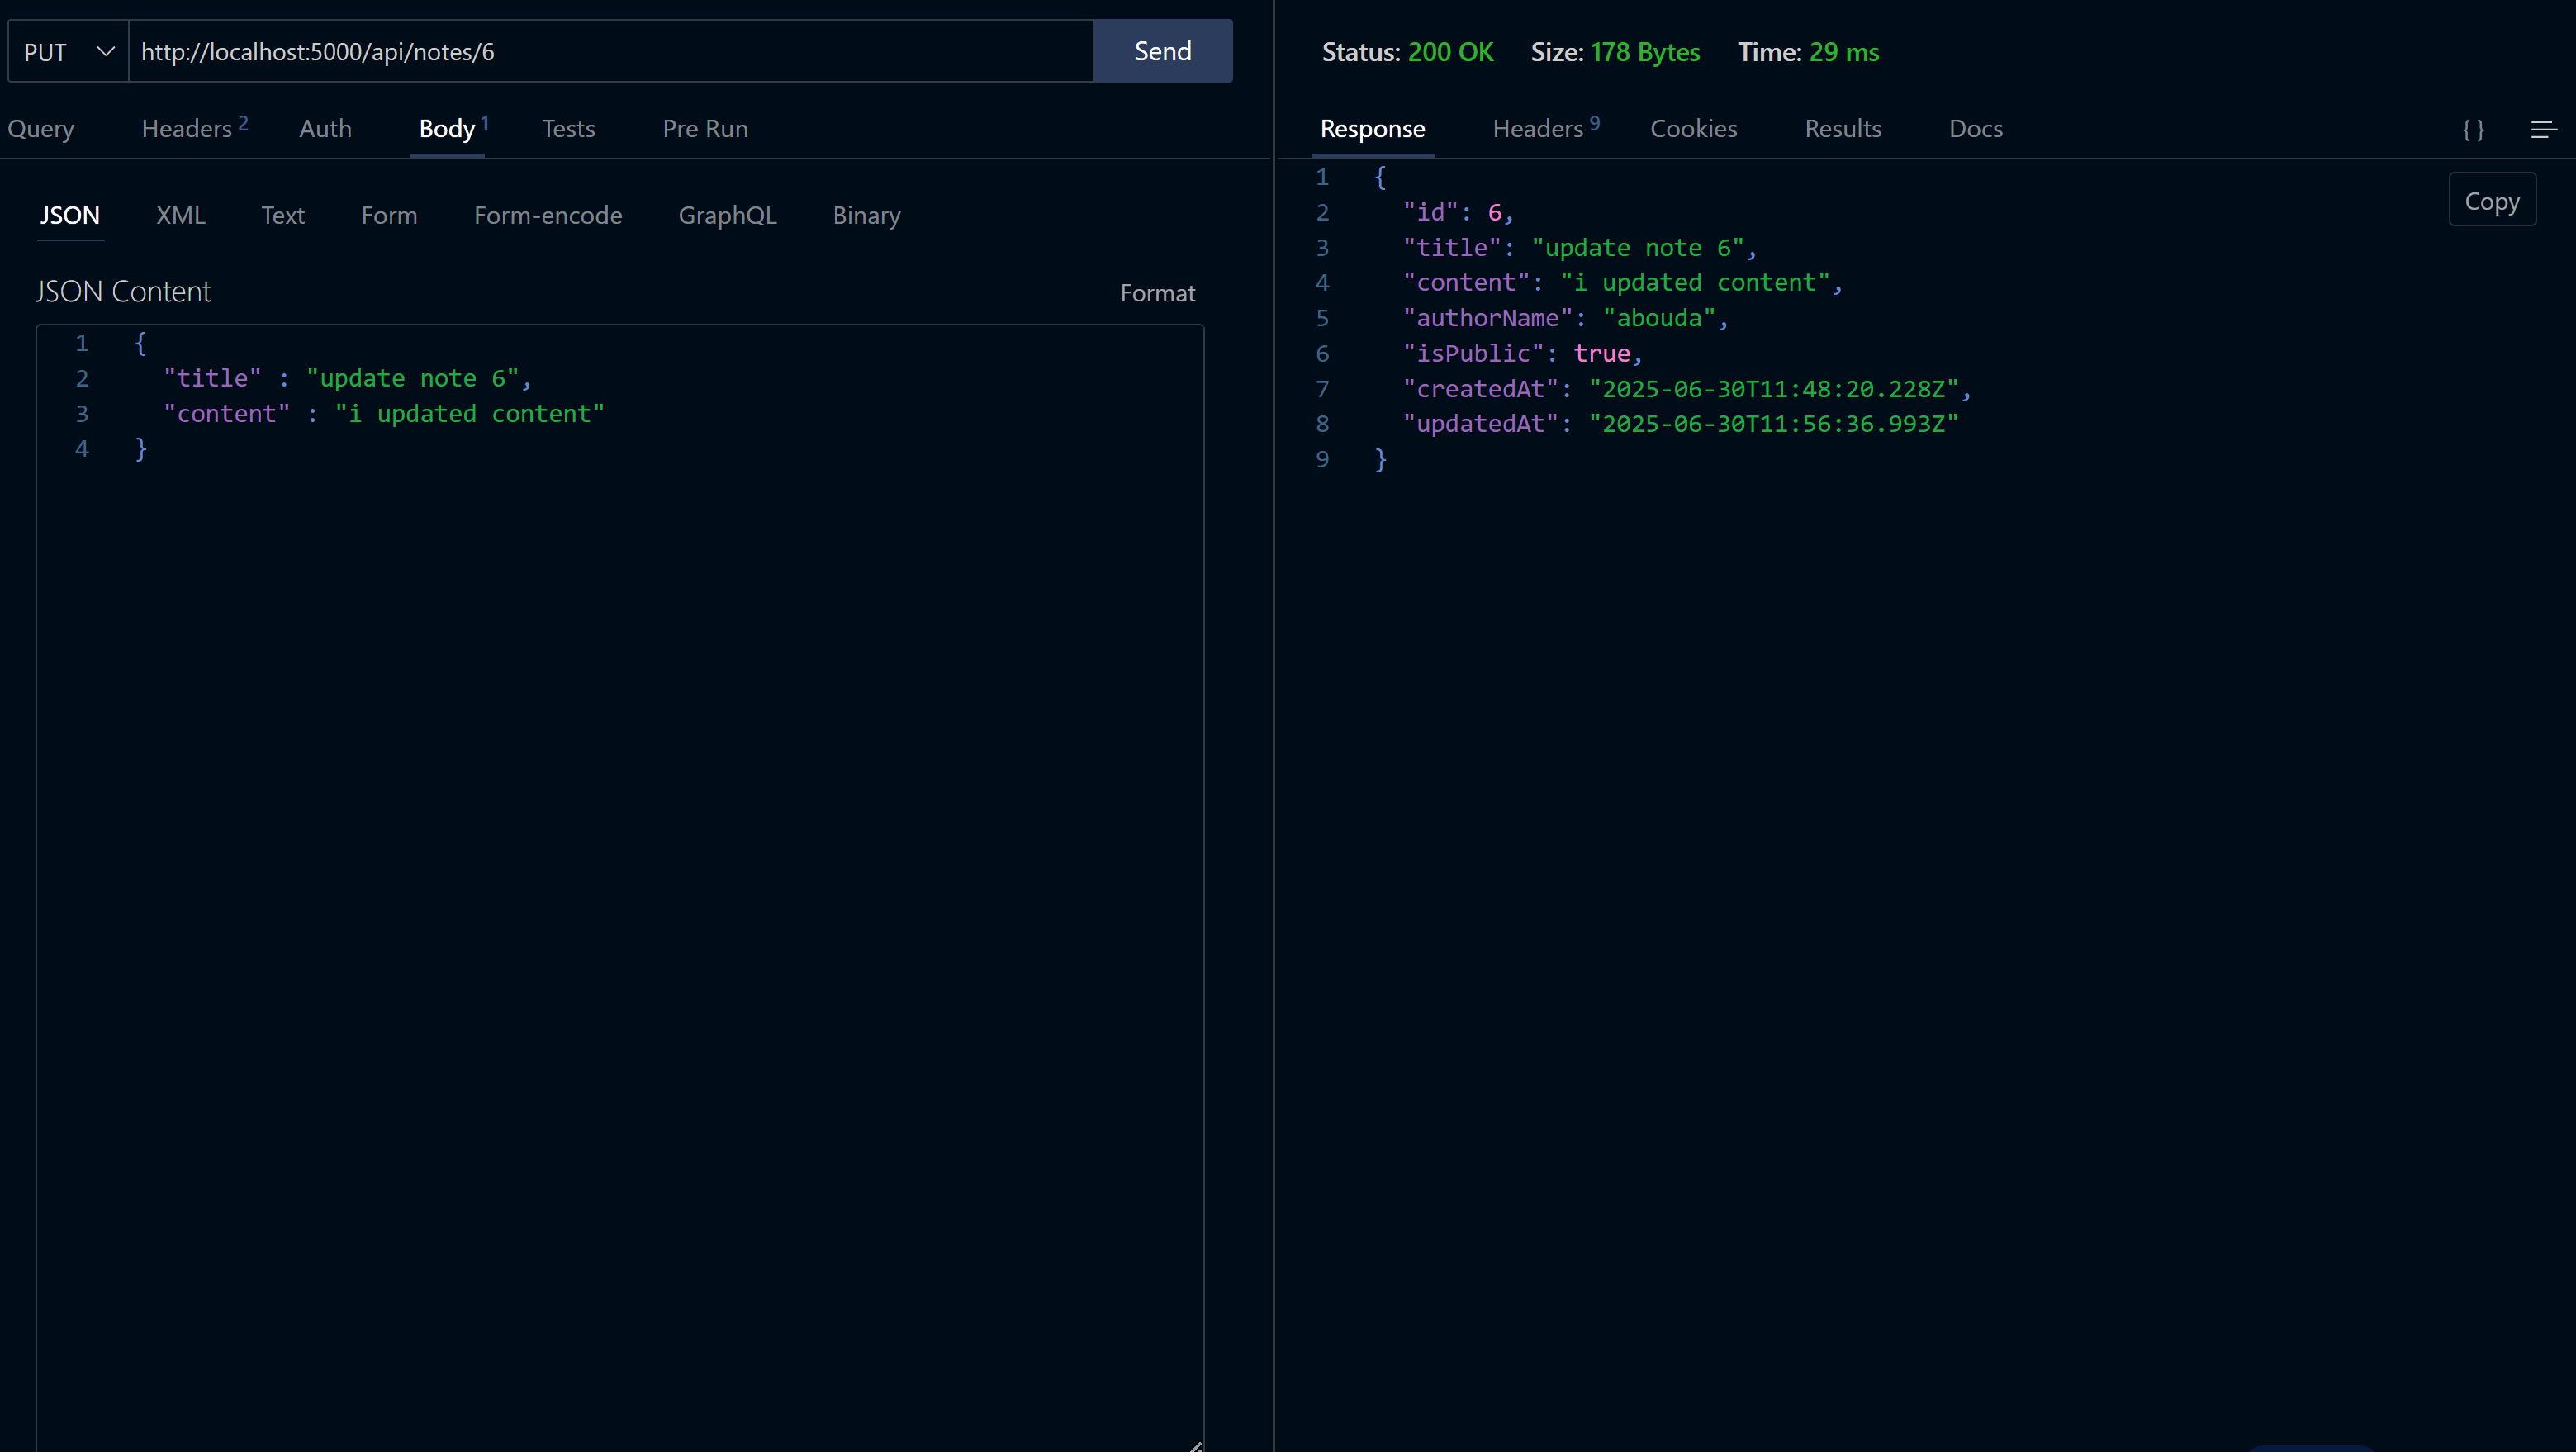 PUT http://localhost:5000/api/notes/6 Send
Query Headers 2 Auth Body 1 Tests Pre Run
JSON XML Text Form Form-encode GraphQL Binary
JSON Content Format
1 {
2 "title" : "update note 6",
3 "content" : "i updated content"
4 }
Status: 200 OK Size: 178 Bytes Time: 29 ms
Response Headers 9 Cookies Results Docs { }
Copy
1 {
2 "id": 6,
3 "title": "update note 6",
4 "content": "i updated content",
5 "authorName": "abouda",
6 "isPublic": true,
7 "createdAt": "2025-06-30T11:48:20.228Z",
8 "updatedAt": "2025-06-30T11:56:36.993Z"
9 }